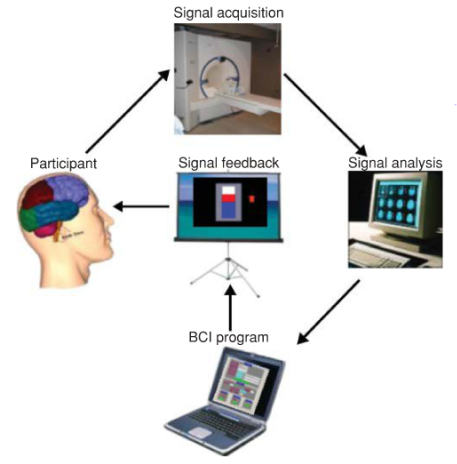 Signal acquisition
Participant
Signal feedback
Signal analysis
BCI program